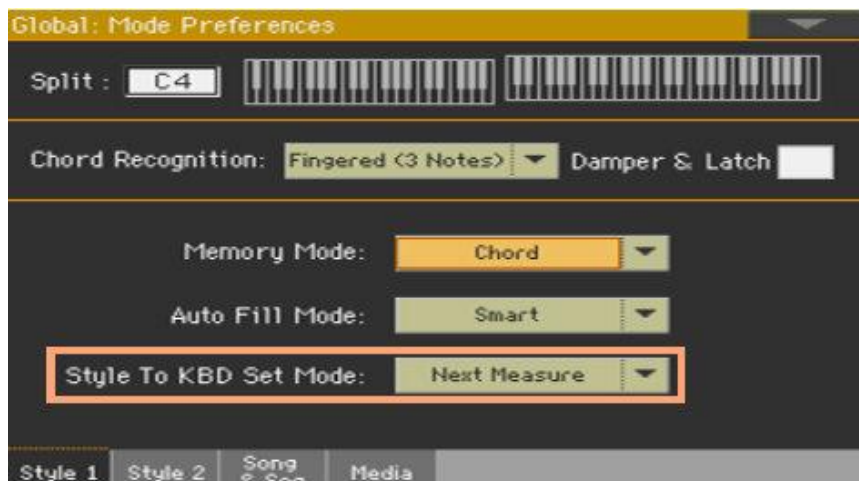 Global: Mode Preferences
Split : C4
Chord Recognition: Fingered (3 Notes) Damper & Latch
Memory Mode: Chord
Auto Fill Mode: Smart
Style To KBD Set Mode: Next Measure
Style 1 Style 2 Song & Seq Media